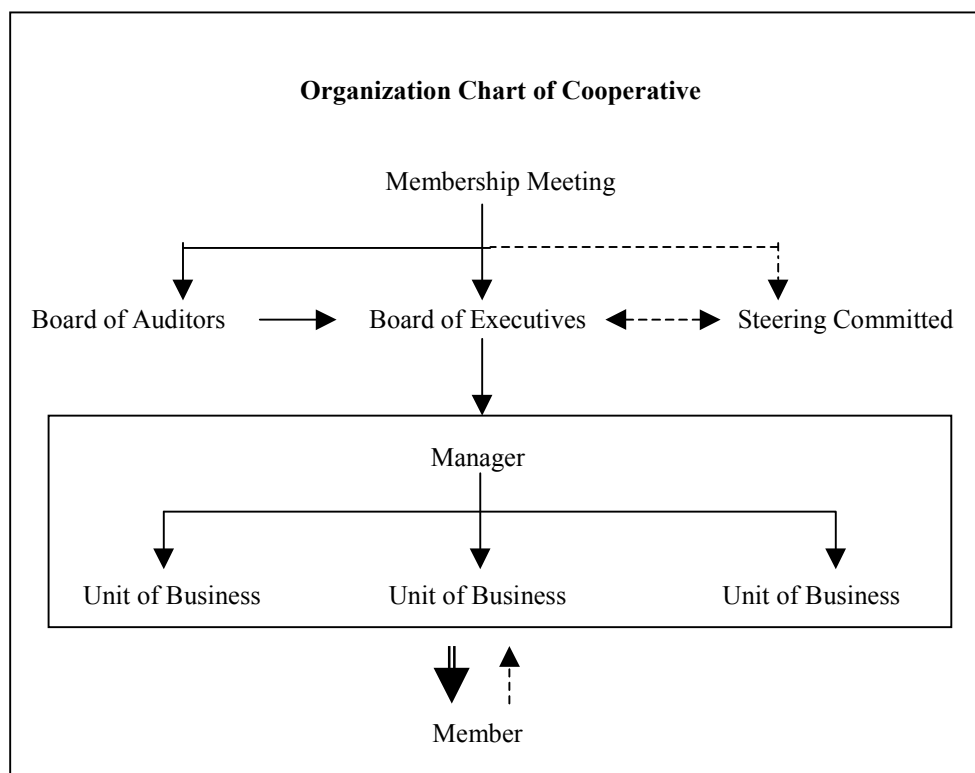 Organization Chart of Cooperative
Membership Meeting
Board of Auditors Board of Executives Steering Committed
Manager
Unit of Business Unit of Business Unit of Business
Member